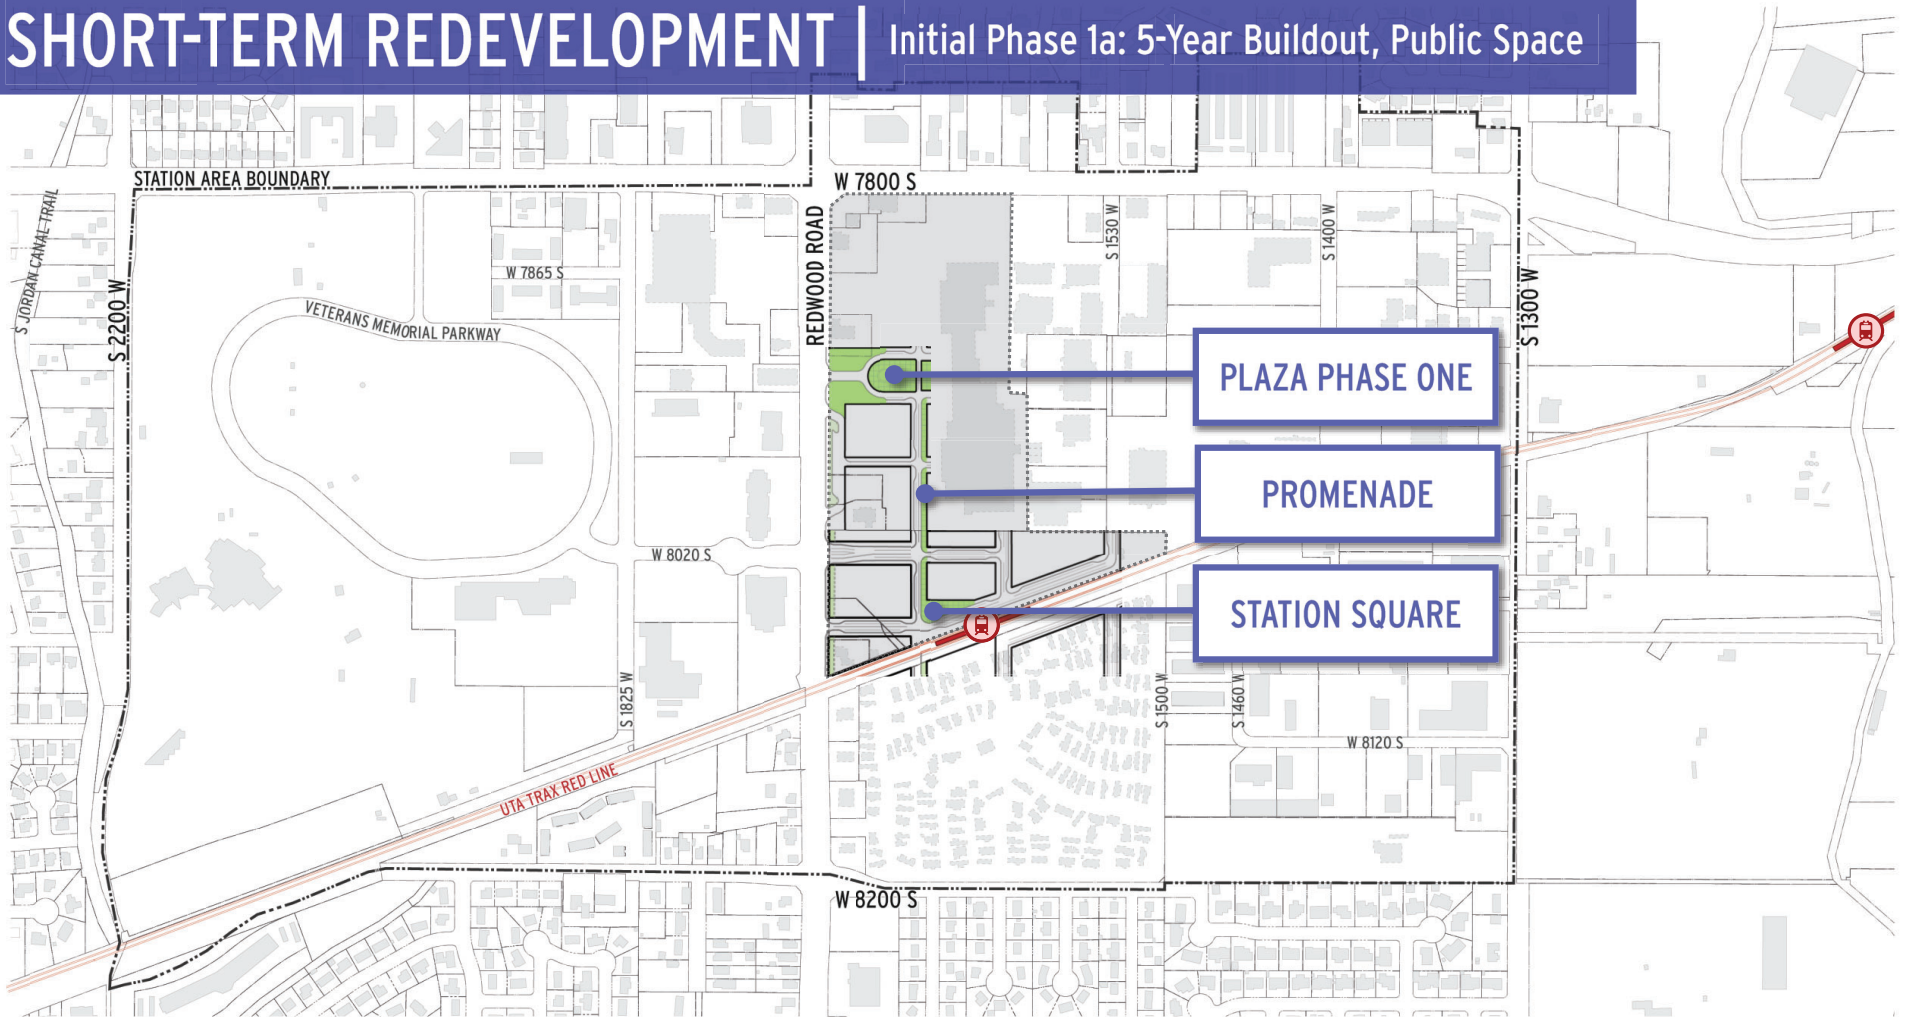 SHORT-TERM REDEVELOPMENT | Initial Phase 1a: 5-Year Buildout, Public Space
STATION AREA BOUNDARY
W 7800 S
S JORDAN CANAL TRAIL
S 2200 W
REDWOOD ROAD
S 1530 W
S 1400 W
S 1300 W
W 7865 S
VETERANS MEMORIAL PARKWAY
PLAZA PHASE ONE
PROMENADE
W 8020 S
STATION SQUARE
S 1825 W
S 1500 W
S 1460 W
W 8120 S
UTA TRAX RED LINE
W 8200 S